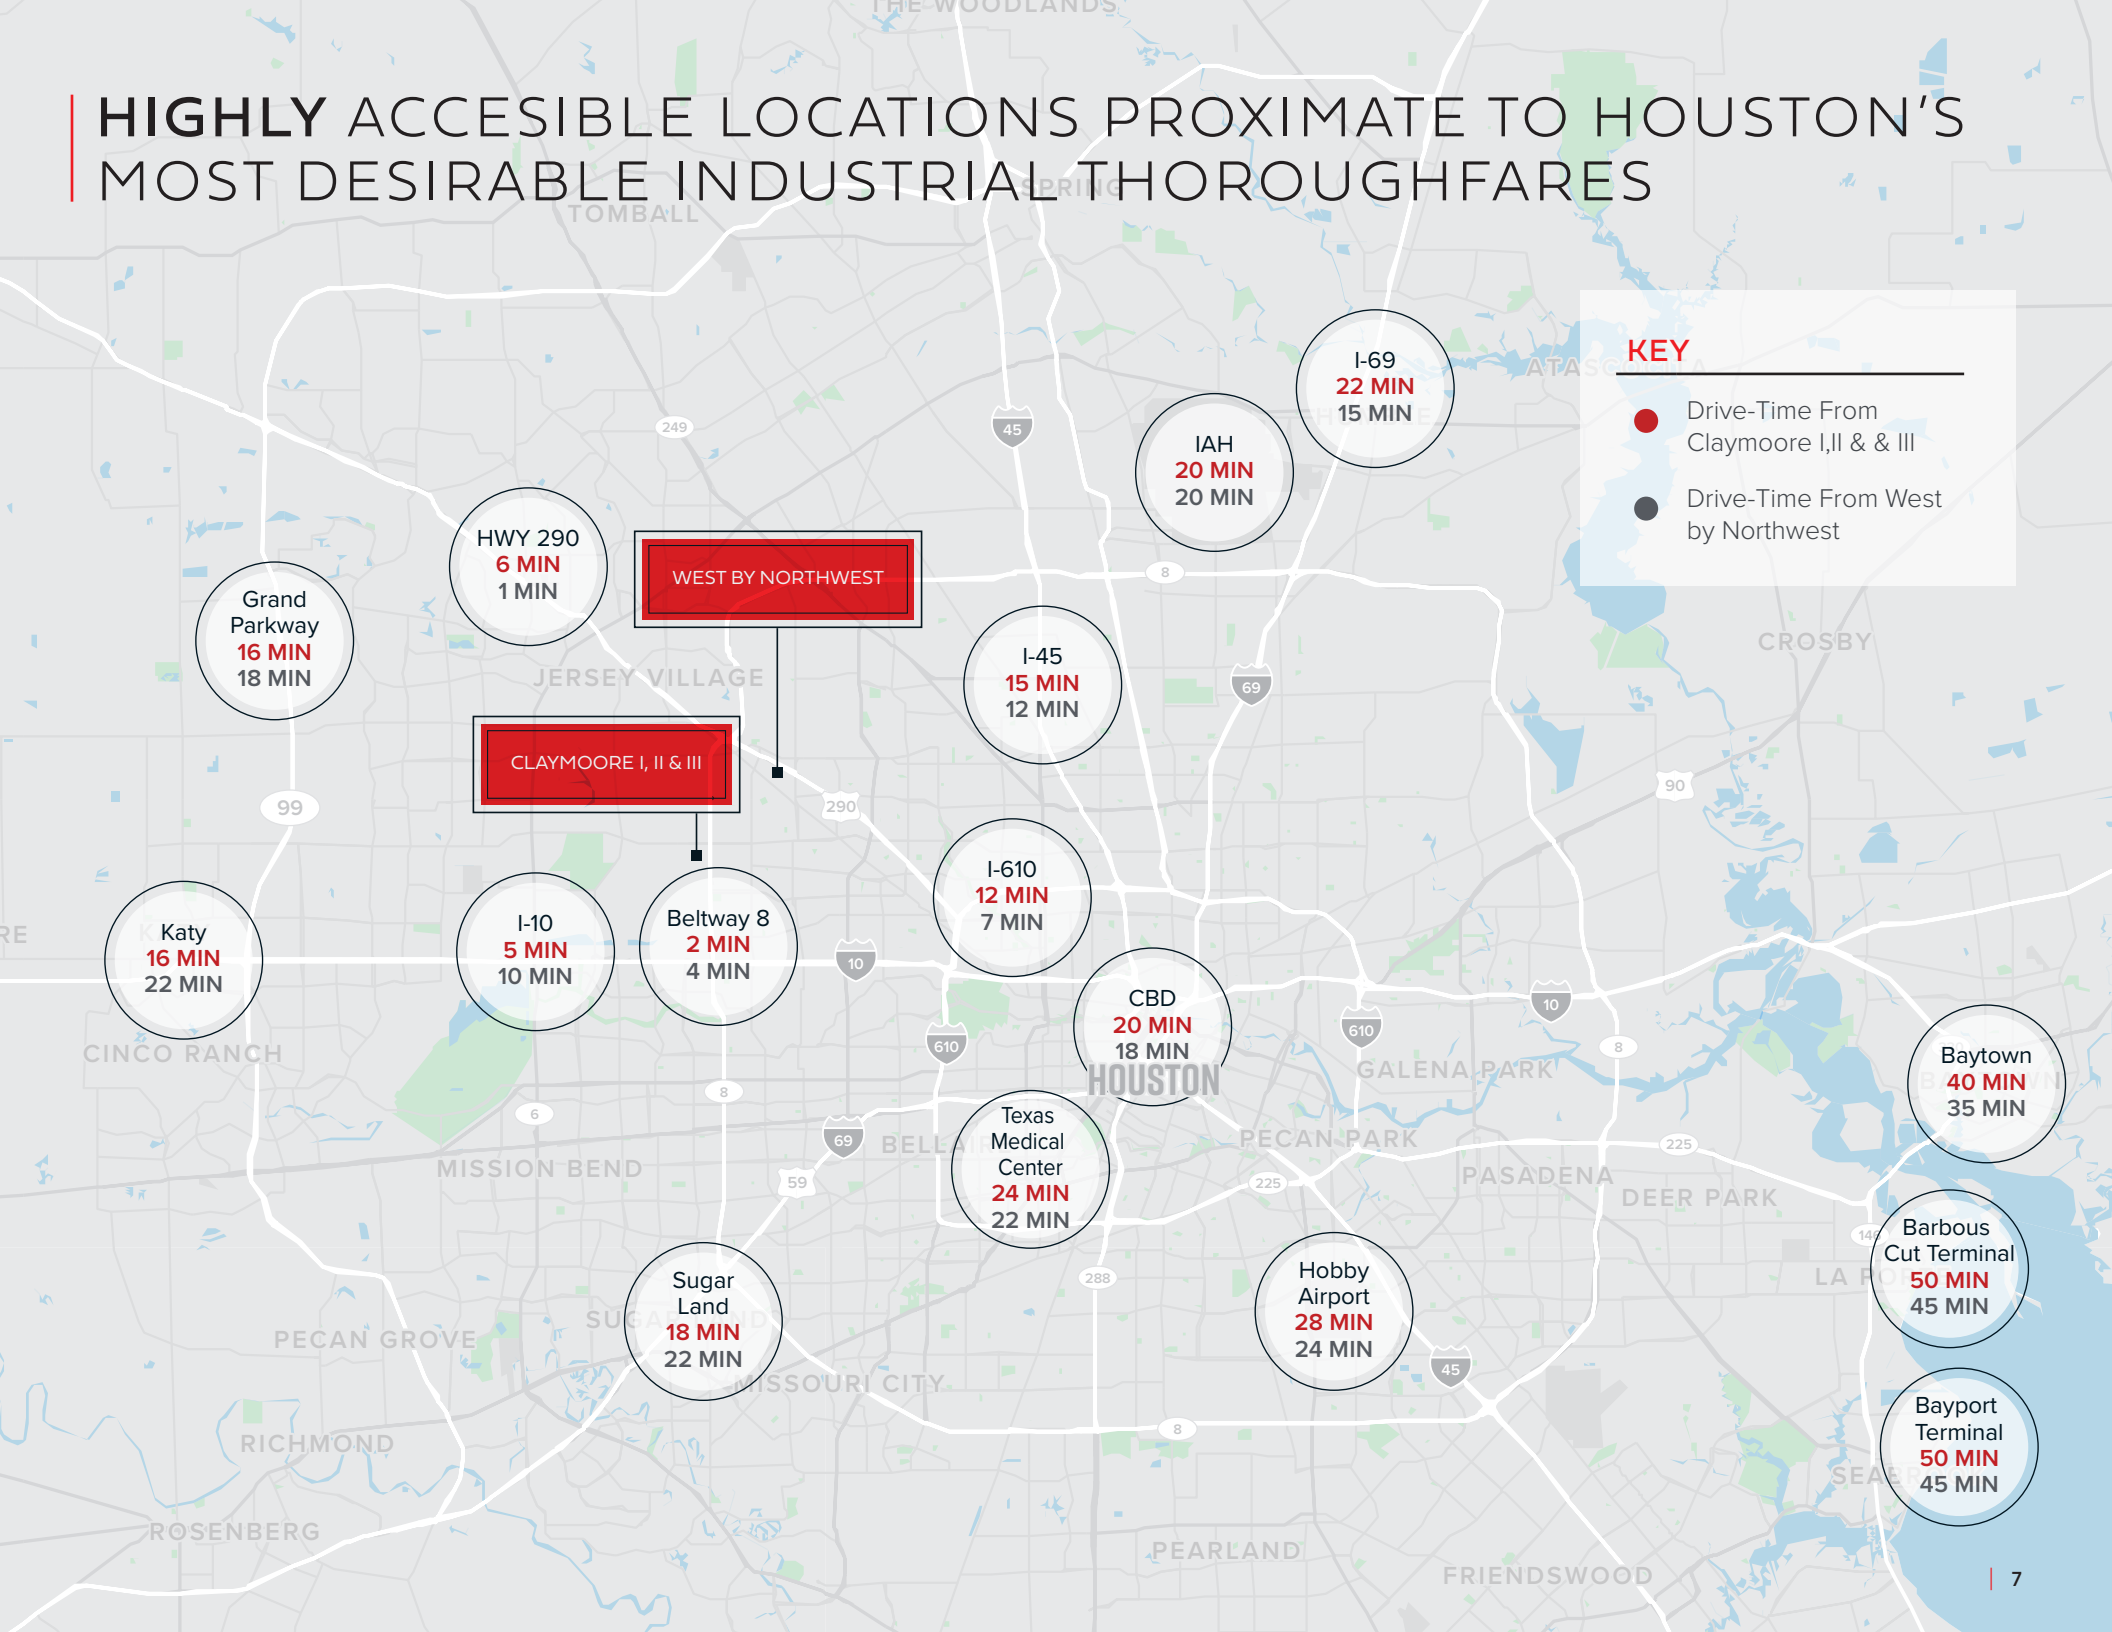 THE WOODLANDS
HIGHLY ACCESIBLE LOCATIONS PROXIMATE TO HOUSTON'S
MOST DESIRABLE INDUSTRIAL THOROUGHFARES
SPRING
TOMBALL
KEY
Drive-Time From
Claymoore I,II & & III
Drive-Time From West
by Northwest
I-69
22 MIN
15 MIN
IAH
20 MIN
20 MIN
249
45
HWY 290
6 MIN
1 MIN
WEST BY NORTHWEST
8
Grand
Parkway
16 MIN
18 MIN
CROSBY
JERSEY VILLAGE
I-45
15 MIN
12 MIN
69
CLAYMOORE I, II & III
99
290
90
I-610
12 MIN
7 MIN
Katy
16 MIN
22 MIN
I-10
5 MIN
10 MIN
Beltway 8
2 MIN
4 MIN
10
CBD
20 MIN
18 MIN
HOUSTON
10
610
610
8
CINCO RANCH
GALENA PARK
Baytown
40 MIN
35 MIN
8
6
69
Texas
Medical
Center
24 MIN
22 MIN
PECAN PARK
225
225
MISSION BEND
59
PASADENA
DEER PARK
Barbous
Cut Terminal
50 MIN
45 MIN
146
288
Sugar
Land
18 MIN
22 MIN
Hobby
Airport
28 MIN
24 MIN
45
PECAN GROVE
MISSOURI CITY
8
Bayport
Terminal
50 MIN
45 MIN
RICHMOND
ROSENBERG
PEARLAND
FRIENDSWOOD
7